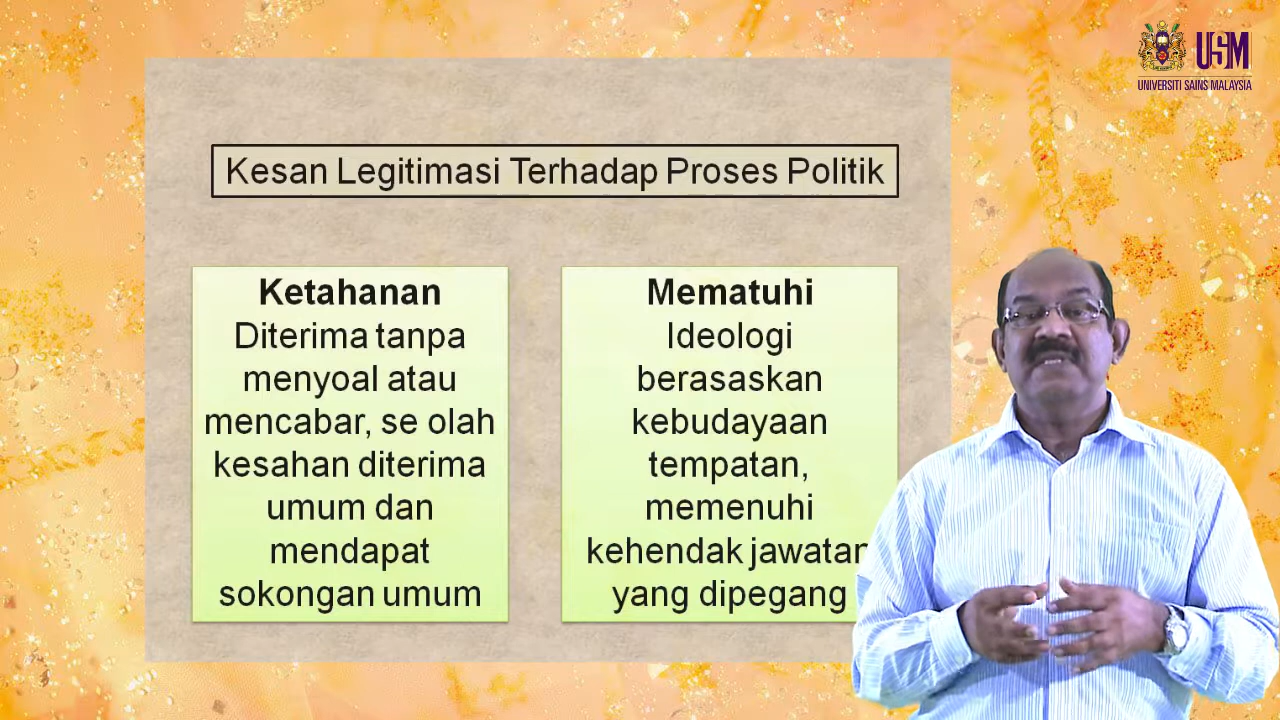 USM
UNIVERSITI SAINS MALAYSIA
Kesan Legitimasi Terhadap Proses Politik
Ketahanan
Diterima tanpa
menyoal atau
mencabar, se olah
kesahan diterima
umum dan
mendapat
sokongan umum
Mematuhi
Ideologi
berasaskan
kebudayaan
tempatan,
memenuhi
kehendak jawatan
yang dipegang